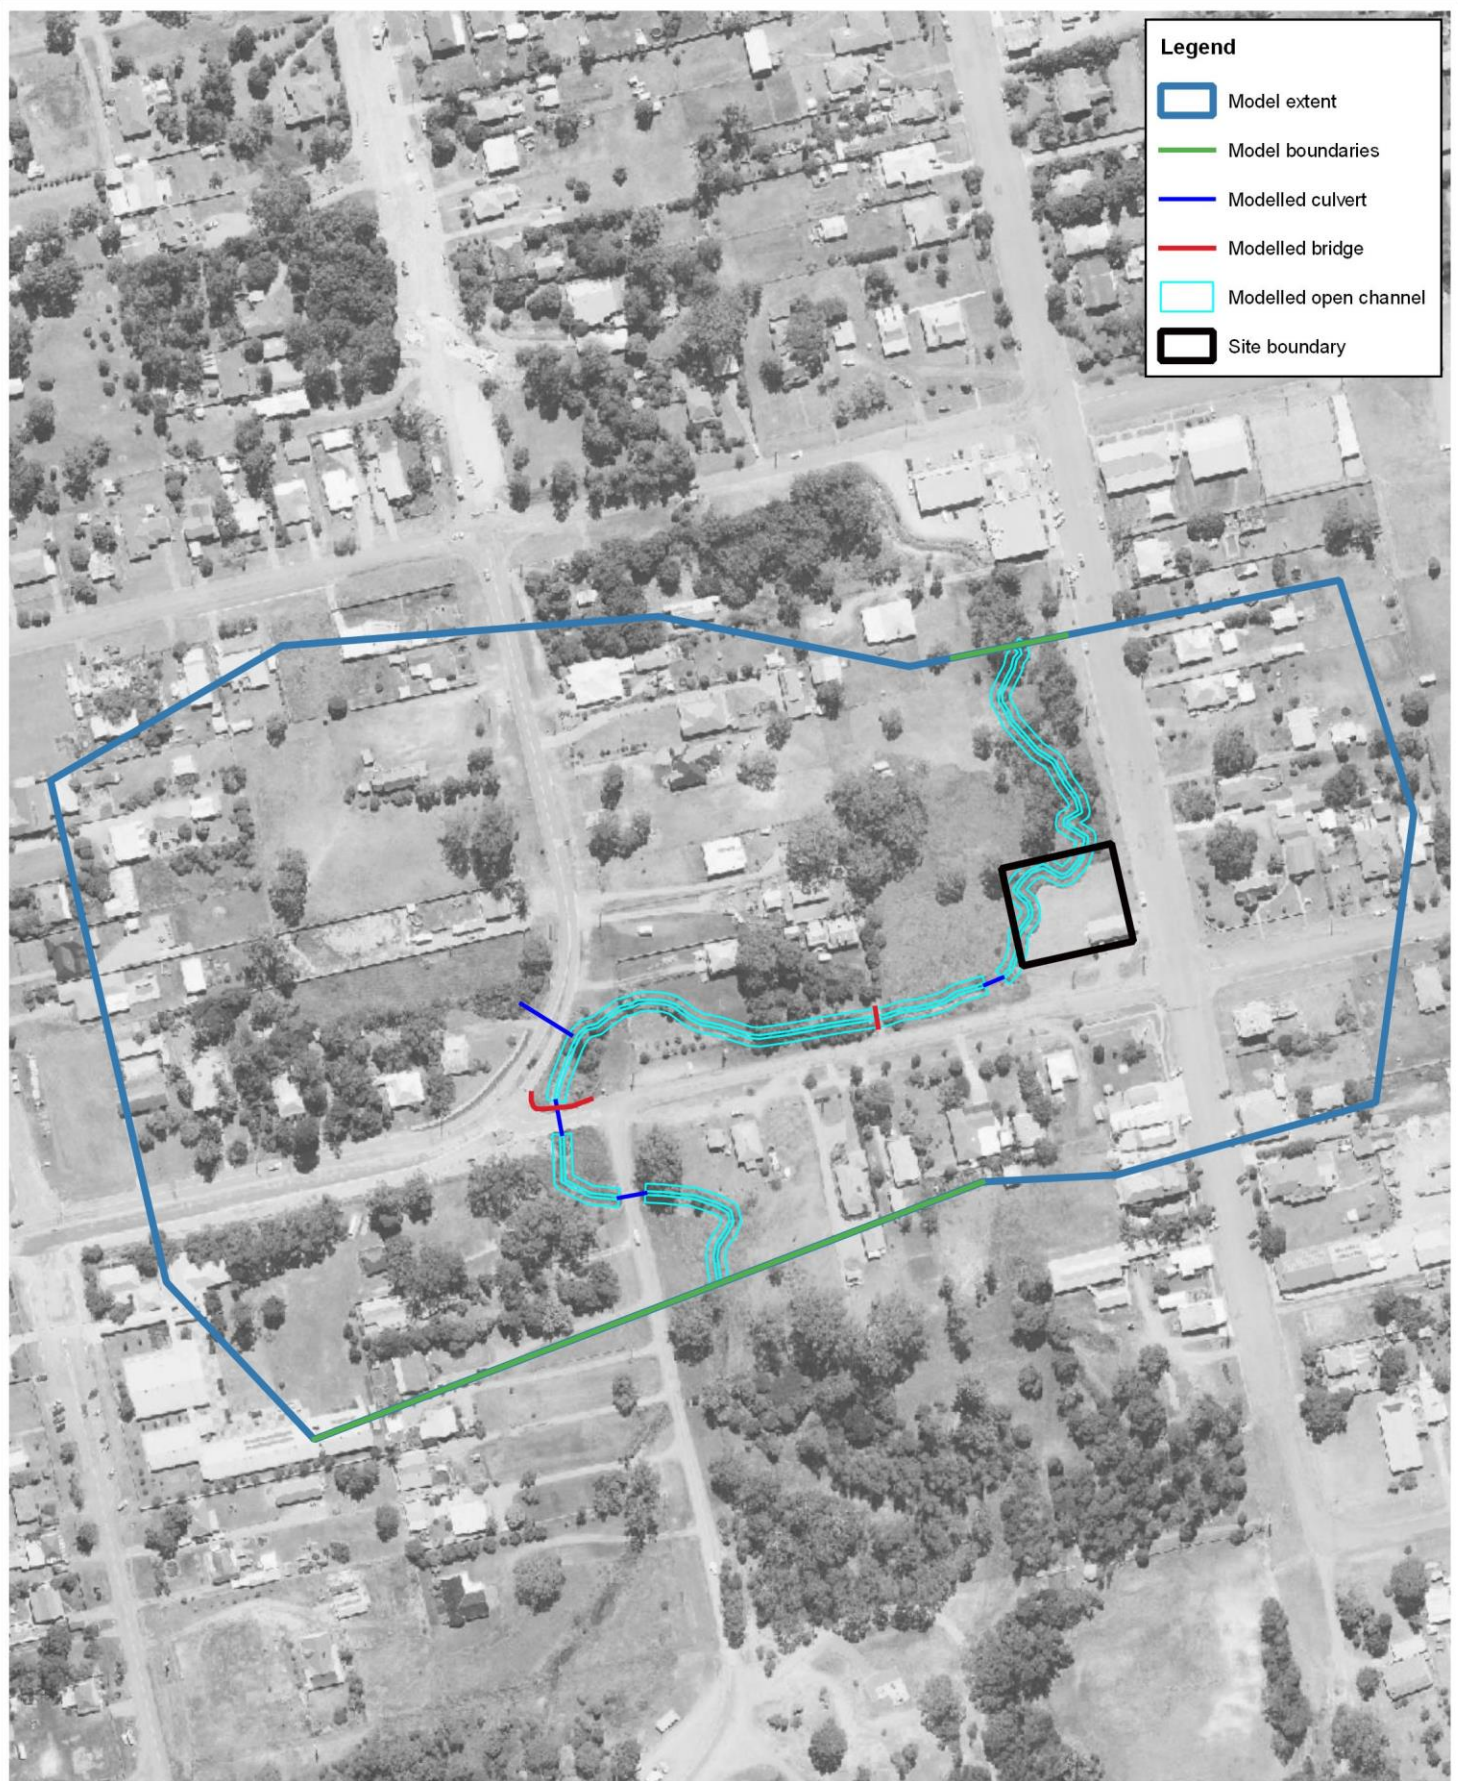 Legend
Model extent
Model boundaries
Modelled culvert
Modelled bridge
Modelled open channel
Site boundary